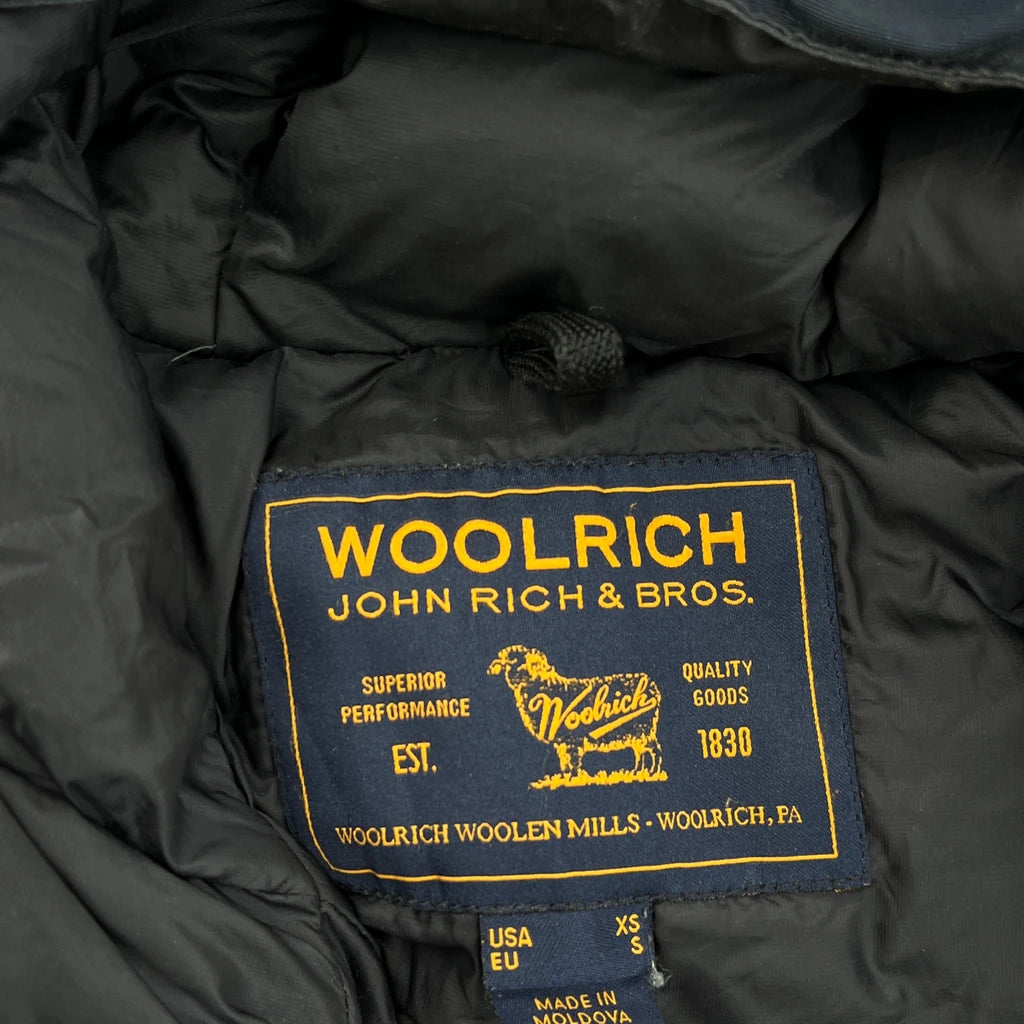 WOOLRICH
JOHN RICH & BROS.
SUPERIOR
PERFORMANCE
EST.
Woolrich
QUALITY
GOODS
1830
WOOLRICH WOOLEN MILLS - WOOLRICH, PA
USA XS
EU S
MADE IN
MOLDOVA